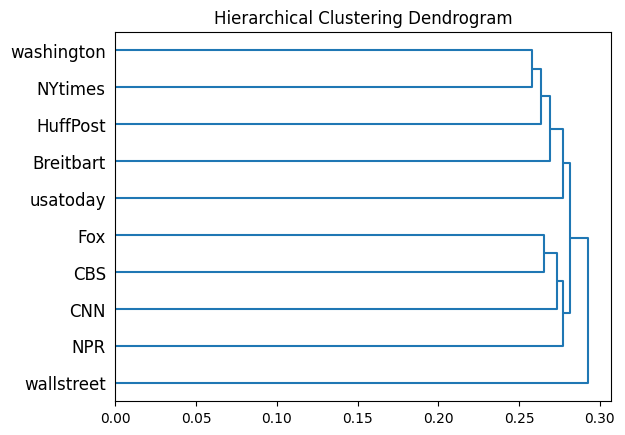 Hierarchical Clustering Dendrogram
washington
NYtimes
HuffPost
Breitbart
usatoday
Fox
CBS
CNN
NPR
wallstreet
0.00 0.05 0.10 0.15 0.20 0.25 0.30